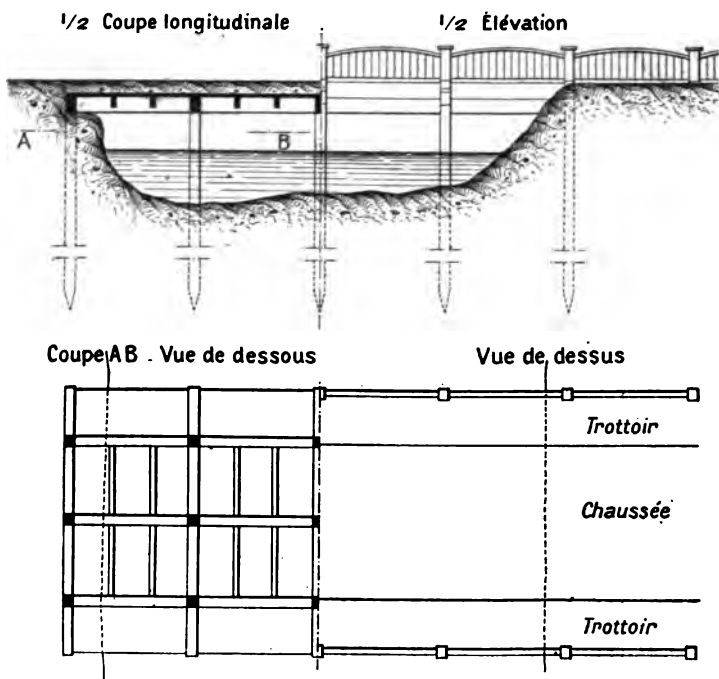 1/2 Coupe longitudinale
1/2 Élévation
A
B
Coupe AB . Vue de dessous
Vue de dessus
Trottoir
Chaussée
Trottoir